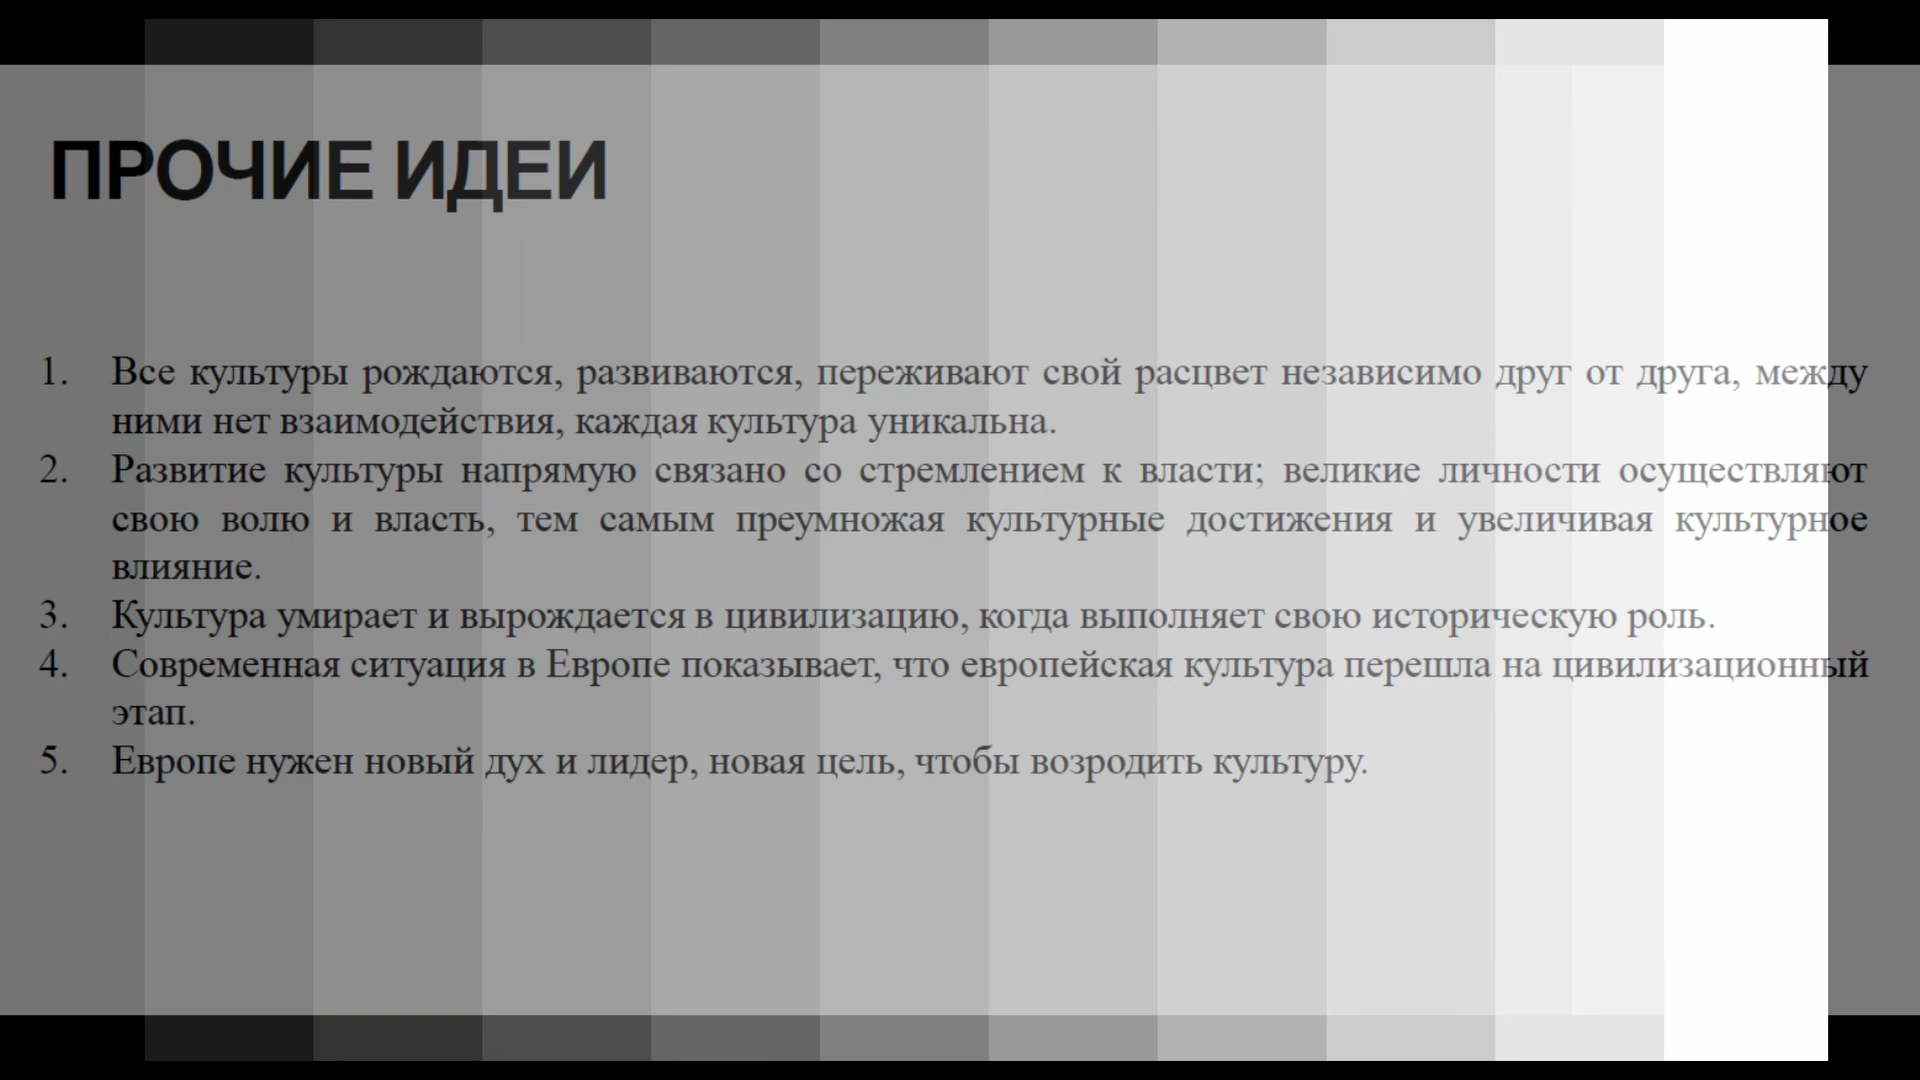 ПРОЧИЕ ИДЕИ
1. Все культуры рождаются, развиваются, переживают свой расцвет независимо друг от друга, между
ними нет взаимодействия, каждая культура уникальна.
2. Развитие культуры напрямую связано со стремлением к власти; великие личности осуществляют
свою волю и власть, тем самым преумножая культурные достижения и увеличивая культурное
влияние.
3. Культура умирает и вырождается в цивилизацию, когда выполняет свою историческую роль.
4. Современная ситуация в Европе показывает, что европейская культура перешла на цивилизационный
этап.
5. Европе нужен новый дух и лидер, новая цель, чтобы возродить культуру.